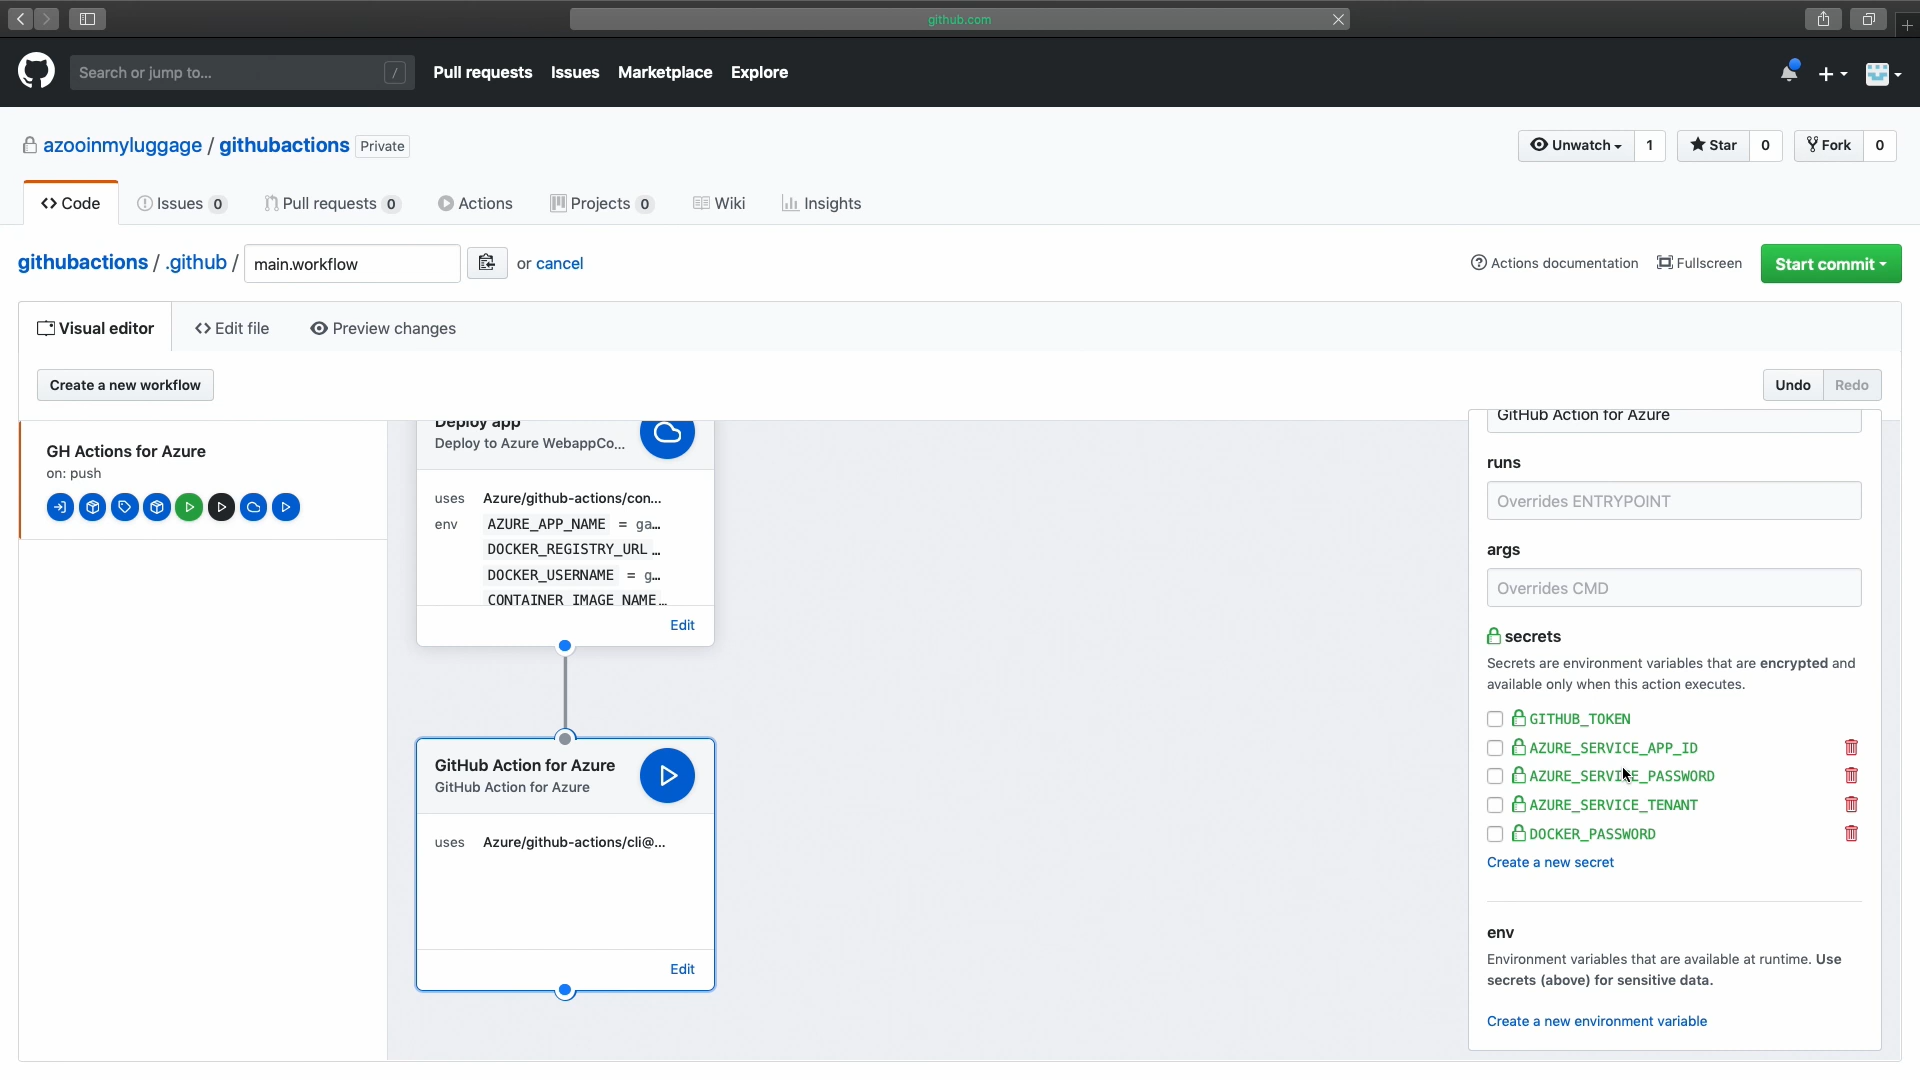 github.com
Search or jump to... /
Pull requests Issues Marketplace Explore
azooinmyluggage / githubactions Private
Unwatch 1 Star 0 Fork 0
Code Issues 0 Pull requests 0 Actions Projects 0 Wiki Insights
githubactions / .github / main.workflow or cancel
Actions documentation Fullscreen Start commit
Visual editor Edit file Preview changes
Create a new workflow
Undo Redo
GH Actions for Azure
on: push
Deploy app
Deploy to Azure WebappCo...
uses Azure/github-actions/con...
env AZURE_APP_NAME = ga…
DOCKER_REGISTRY_URL …
DOCKER_USERNAME = g…
CONTAINER_IMAGE_NAME…
Edit
GitHub Action for Azure
GitHub Action for Azure
uses Azure/github-actions/cli@...
Edit
GitHub Action for Azure
runs
Overrides ENTRYPOINT
args
Overrides CMD
secrets
Secrets are environment variables that are encrypted and
available only when this action executes.
GITHUB_TOKEN
AZURE_SERVICE_APP_ID
AZURE_SERVICE_PASSWORD
AZURE_SERVICE_TENANT
DOCKER_PASSWORD
Create a new secret
env
Environment variables that are available at runtime. Use
secrets (above) for sensitive data.
Create a new environment variable